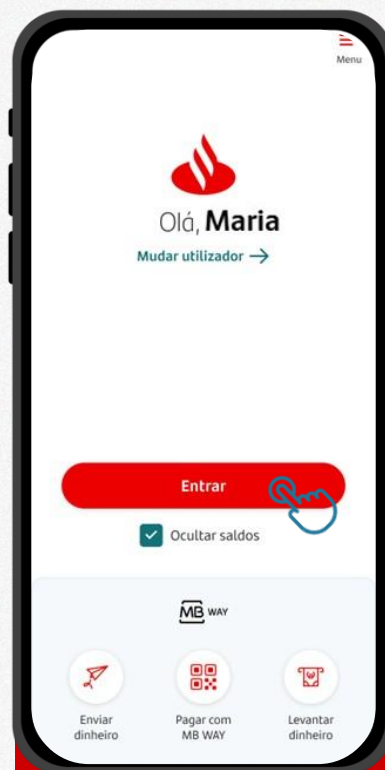 Menu
Olá, Maria
Mudar utilizador
Entrar
Ocultar saldos
MB WAY
Enviar
dinheiro
Pagar com
MB WAY
Levantar
dinheiro